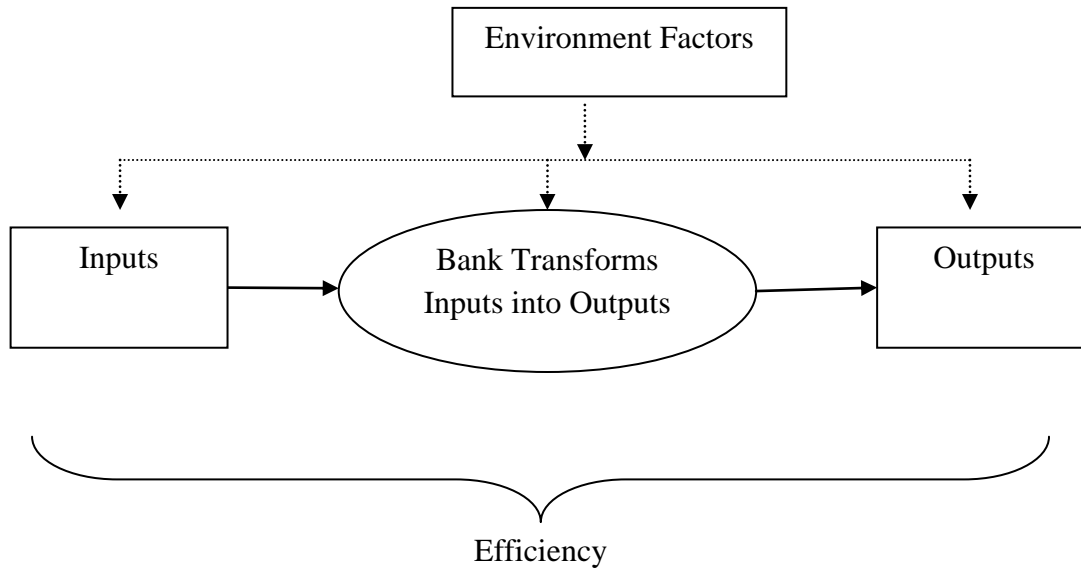 Environment Factors
Inputs
Bank Transforms
Inputs into Outputs
Outputs
Efficiency